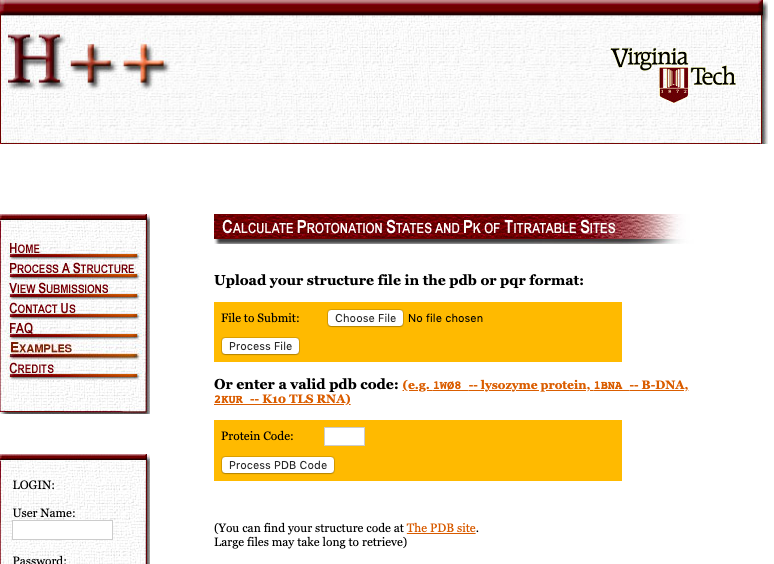 H++
Virginia
Tech
1872
HOME
PROCESS A STRUCTURE
VIEW SUBMISSIONS
CONTACT US
FAQ
EXAMPLES
CREDITS
LOGIN:
User Name:
Password:
CALCULATE PROTONATION STATES AND PK OF TITRATABLE SITES
Upload your structure file in the pdb or pqr format:
File to Submit: Choose File No file chosen
Process File
Or enter a valid pdb code: (e.g. 1W08 -- lysozyme protein, 1BNA -- B-DNA,
2KUR -- K10 TLS RNA)
Protein Code:
Process PDB Code
(You can find your structure code at The PDB site.
Large files may take long to retrieve)